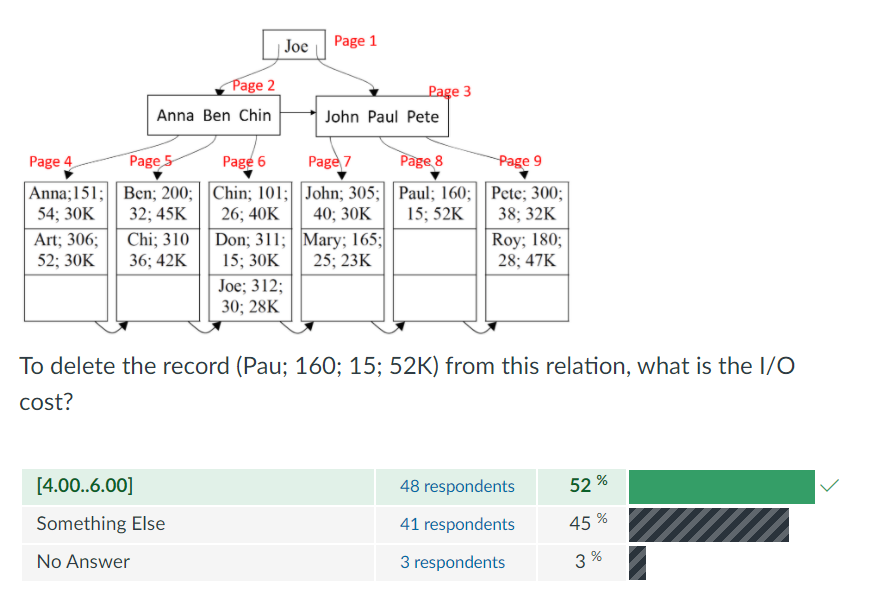 Joe
Page 1
Page 2
Page 3
Anna Ben Chin
John Paul Pete
Page 4
Page 5
Page 6
Page 7
Page 8
Page 9
Anna;151;
54; 30K
Art; 306;
52; 30K
Ben; 200;
32; 45K
Chi; 310
36; 42K
Chin; 101;
26; 40K
Don; 311;
15; 30K
Joe; 312;
30; 28K
John; 305;
40; 30K
Mary; 165;
25; 23K
Paul; 160;
15; 52K
Pete; 300;
38; 32K
Roy; 180;
28; 47K
To delete the record (Pau; 160; 15; 52K) from this relation, what is the I/O
cost?
[4.00..6.00] 48 respondents 52 %
Something Else 41 respondents 45 %
No Answer 3 respondents 3 %